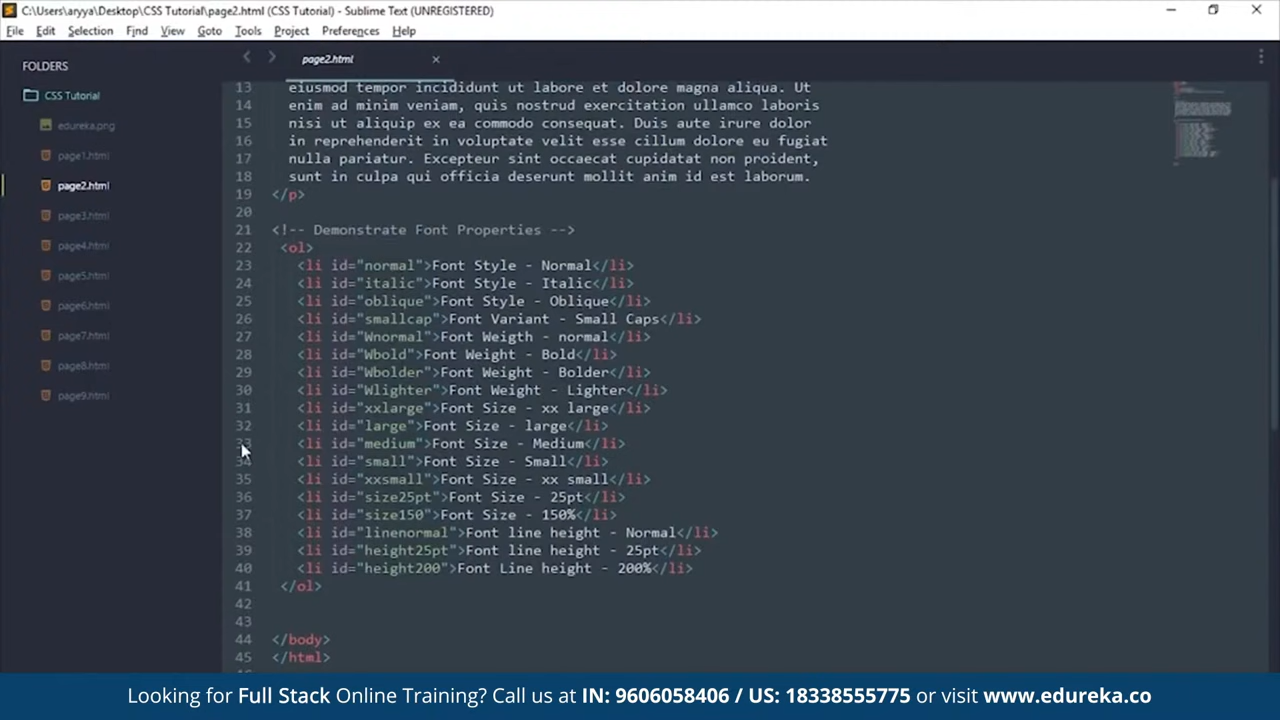 C:\Users\aryya\Desktop\CSS Tutorial\page2.html (CSS Tutorial) - Sublime Text (UNREGISTERED)
File Edit Selection Find View Goto Tools Project Preferences Help
FOLDERS
CSS Tutorial
edureka.png
page1.html
page2.html
page3.html
page4.html
page5.html
page6.html
page7.html
page8.html
page9.html
page2.html
13 eiusmod tempor incididunt ut labore et dolore magna aliqua. Ut
14 enim ad minim veniam, quis nostrud exercitation ullamco laboris
15 nisi ut aliquip ex ea commodo consequat. Duis aute irure dolor
16 in reprehenderit in voluptate velit esse cillum dolore eu fugiat
17 nulla pariatur. Excepteur sint occaecat cupidatat non proident,
18 sunt in culpa qui officia deserunt mollit anim id est laborum.
19 </p>
20
21 <!-- Demonstrate Font Properties -->
22 <ol>
23 <li id="normal">Font Style - Normal</li>
24 <li id="italic">Font Style - Italic</li>
25 <li id="oblique">Font Style - Oblique</li>
26 <li id="smallcap">Font Variant - Small Caps</li>
27 <li id="Wnormal">Font Weigth - normal</li>
28 <li id="Wbold">Font Weight - Bold</li>
29 <li id="Wbolder">Font Weight - Bolder</li>
30 <li id="Wlighter">Font Weight - Lighter</li>
31 <li id="xxlarge">Font Size - xx large</li>
32 <li id="large">Font Size - large</li>
33 <li id="medium">Font Size - Medium</li>
34 <li id="small">Font Size - Small</li>
35 <li id="xxsmall">Font Size - xx small</li>
36 <li id="size25pt">Font Size - 25pt</li>
37 <li id="size150">Font Size - 150%</li>
38 <li id="linenormal">Font line height - Normal</li>
39 <li id="height25pt">Font line height - 25pt</li>
40 <li id="height200">Font Line height - 200%</li>
41 </ol>
42
43
44 </body>
45 </html>
Looking for Full Stack Online Training? Call us at IN: 9606058406 / US: 18338555775 or visit www.edureka.co